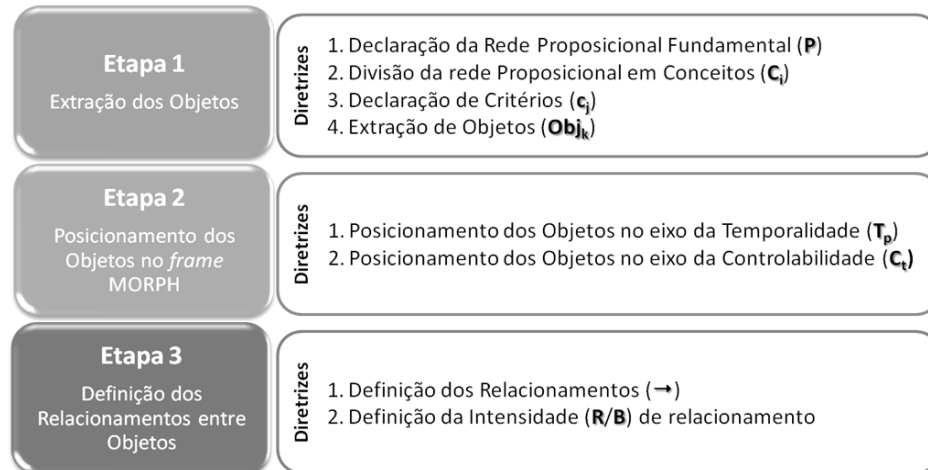 Etapa 1
Extração dos Objetos
Diretrizes
1. Declaração da Rede Proposicional Fundamental (P)
2. Divisão da rede Proposicional em Conceitos (Ci)
3. Declaração de Critérios (cj)
4. Extração de Objetos (Objk)
Etapa 2
Posicionamento dos
Objetos no frame
MORPH
Diretrizes
1. Posicionamento dos Objetos no eixo da Temporalidade (Tp)
2. Posicionamento dos Objetos no eixo da Controlabilidade (Ct)
Etapa 3
Definição dos
Relacionamentos entre
Objetos
Diretrizes
1. Definição dos Relacionamentos (→)
2. Definição da Intensidade (R/B) de relacionamento